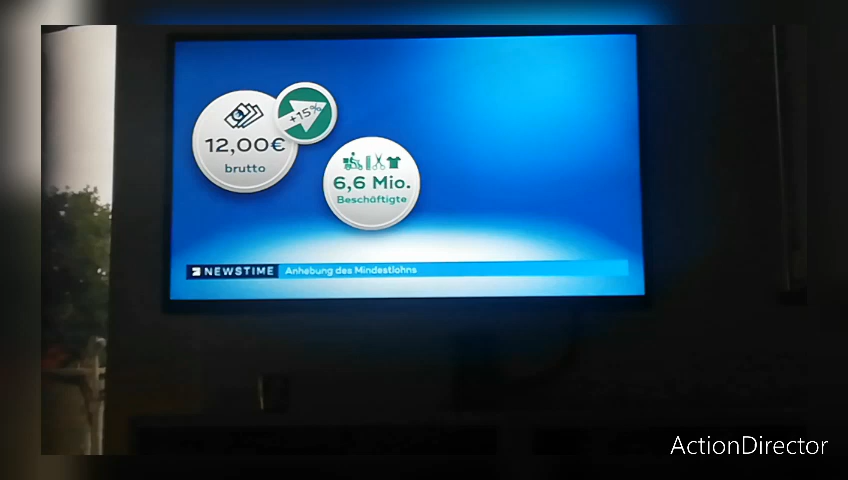 +15%
12,00€
brutto
6,6 Mio.
Beschäftigte
NEWSTIME Anhebung des Mindestlohns
ActionDirector